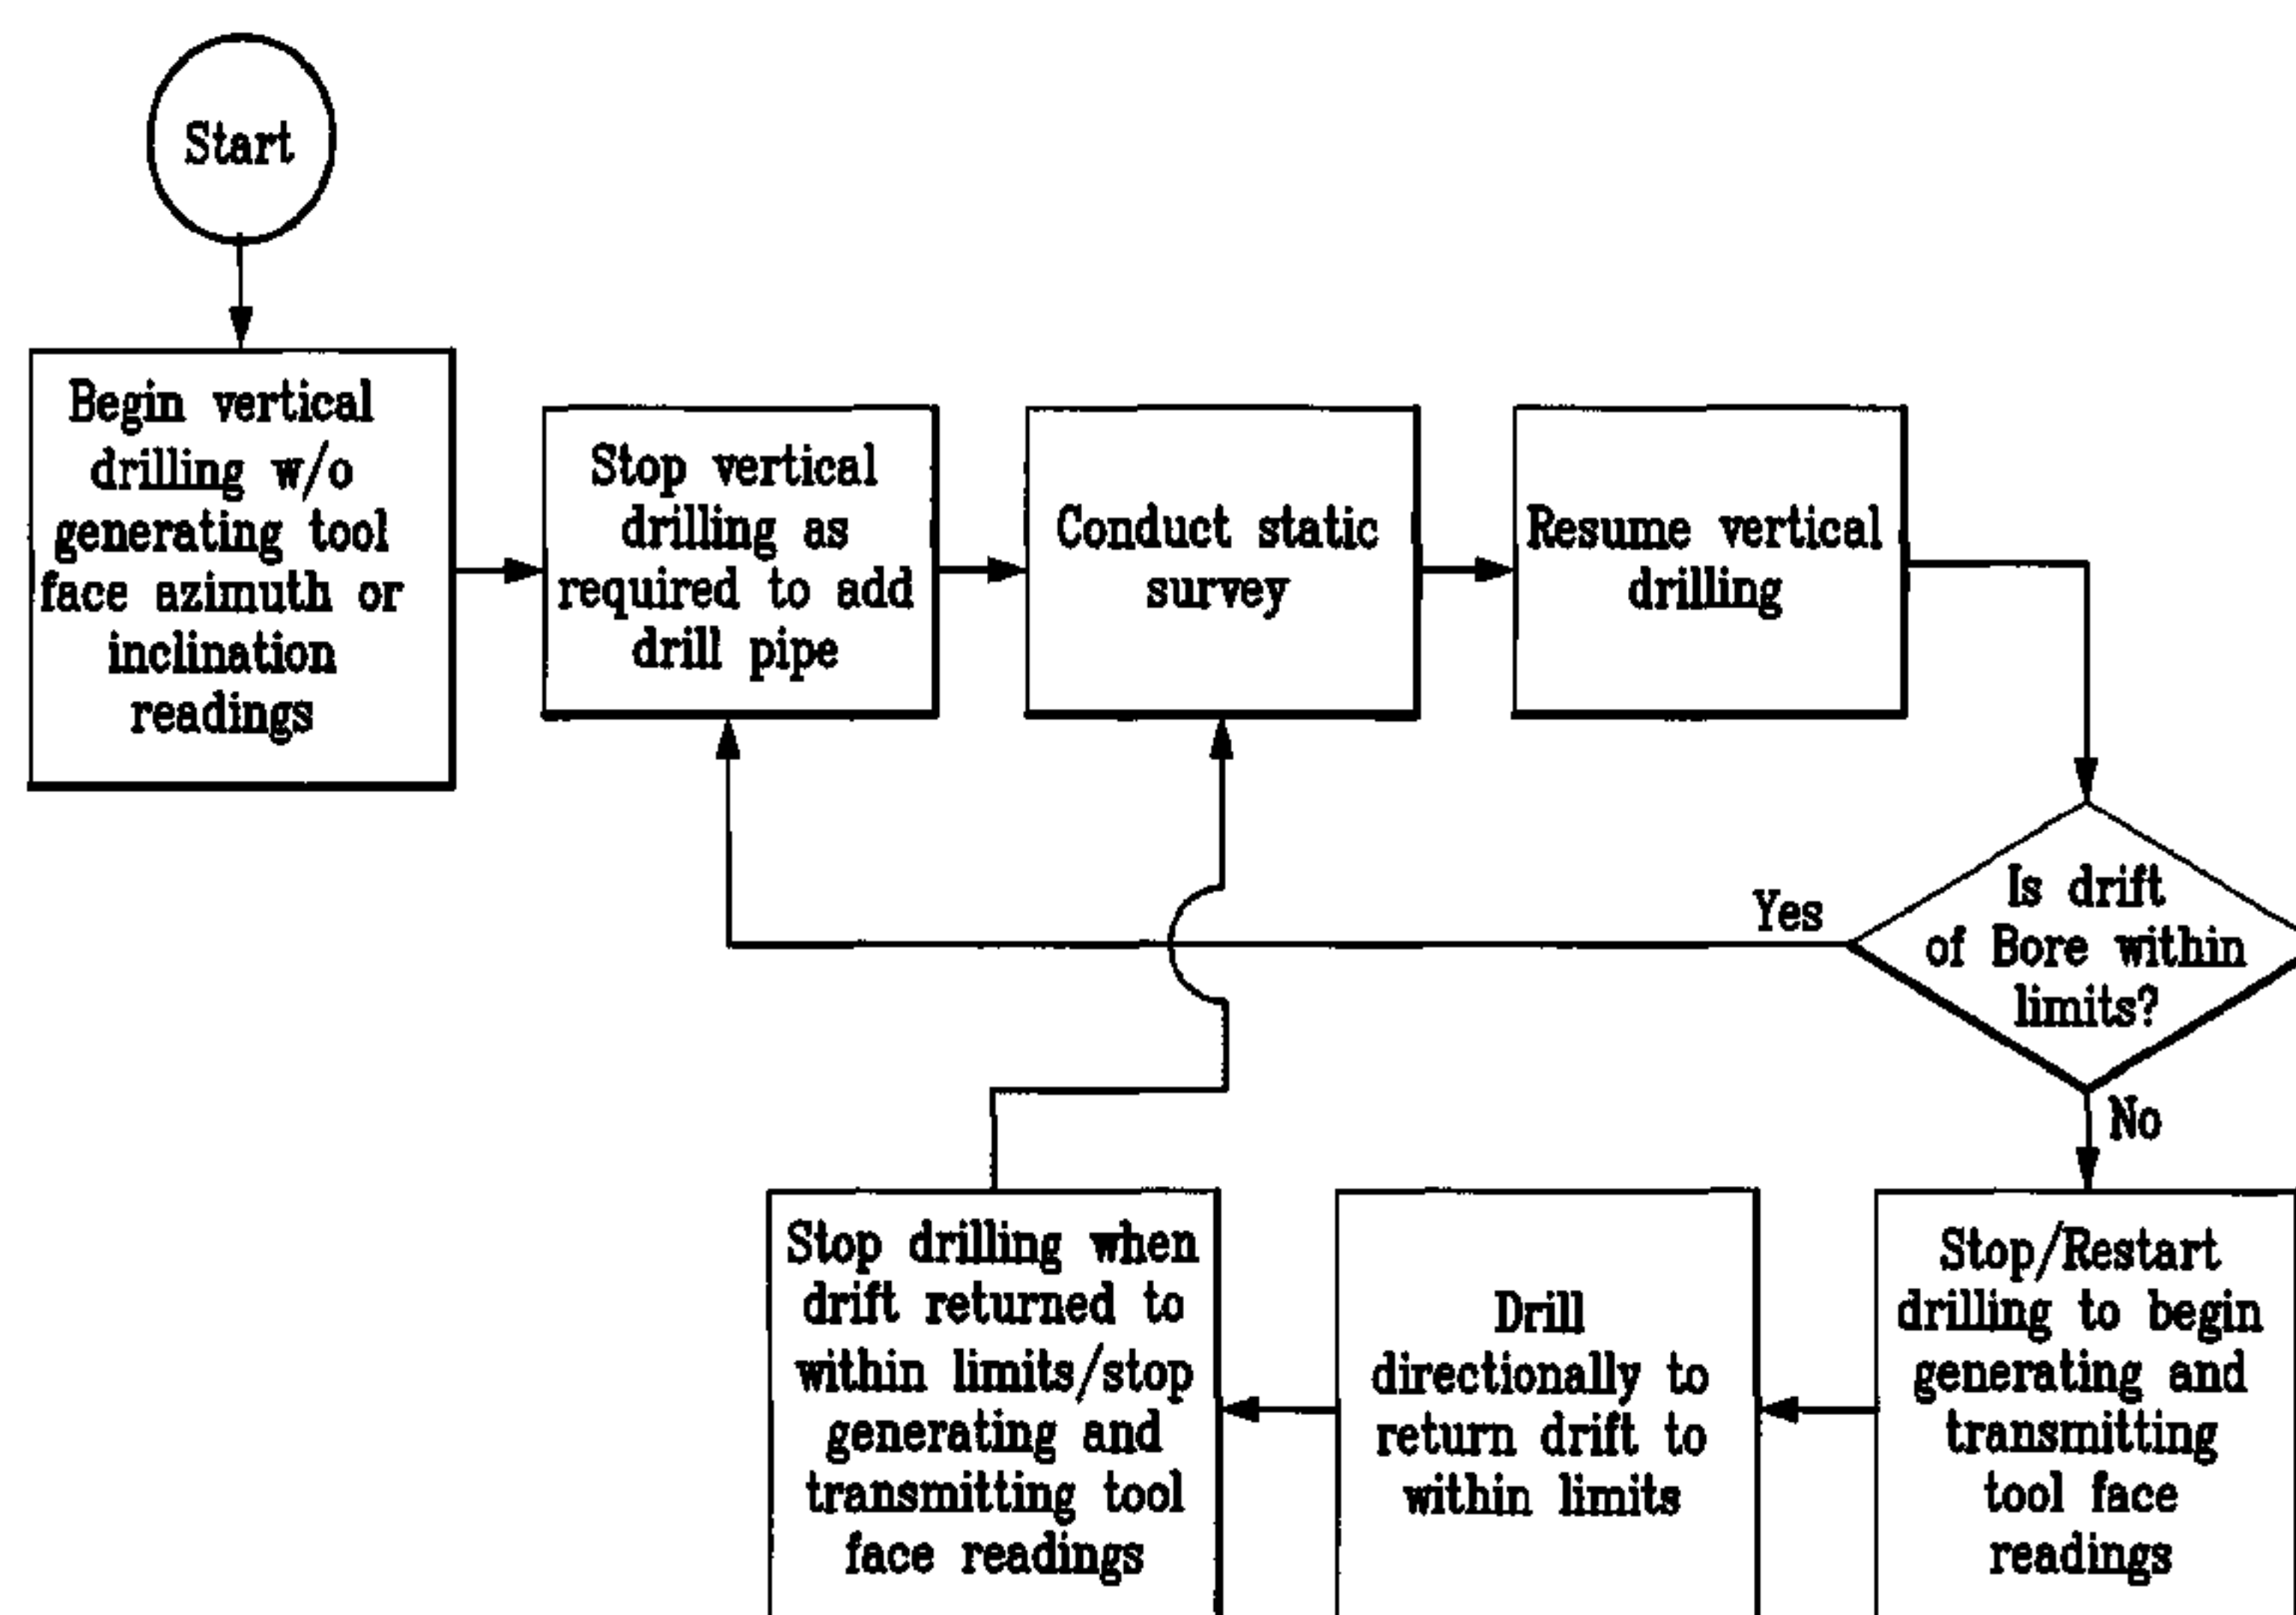 Start
Begin vertical
drilling w/o
generating tool
face azimuth or
inclination
readings
Stop vertical
drilling as
required to add
drill pipe
Conduct static
survey
Resume vertical
drilling
Is drift
of Bore within
limits?
Yes
No
Stop/Restart
drilling to begin
generating and
transmitting
tool face
readings
Drill
directionally to
return drift to
within limits
Stop drilling when
drift returned to
within limits/stop
generating and
transmitting tool
face readings